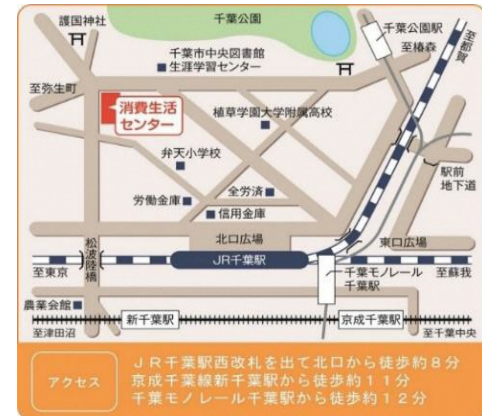 護国神社
千葉公園
千葉公園駅
至都賀
至椿森
千葉市中央図書館
生涯学習センター
至弥生町
消費生活
センター
植草学園大学附属高校
弁天小学校
駅前
地下道
労働金庫
全労済
信用金庫
北口広場
東口広場
松波陸橋
JR千葉駅
至東京
至蘇我
千葉モノレール
千葉駅
農業会館
新千葉駅
京成千葉駅
至津田沼
至千葉中央
アクセス
JR千葉駅西改札を出て北口から徒歩約8分
京成千葉線新千葉駅から徒歩約11分
千葉モノレール千葉駅から徒歩約12分